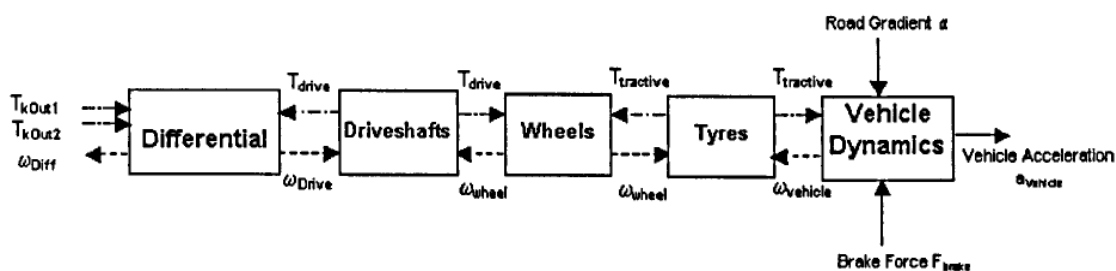 Road Gradient α
T_drive T_drive T_tractive T_tractive
T_kOut1
T_kOut2
ω_Diff
Differential
Driveshafts
Wheels
Tyres
Vehicle
Dynamics
ω_Drive ω_wheel ω_wheel ω_Vehicle
Vehicle Acceleration
a_Vehicle
Brake Force F_brake